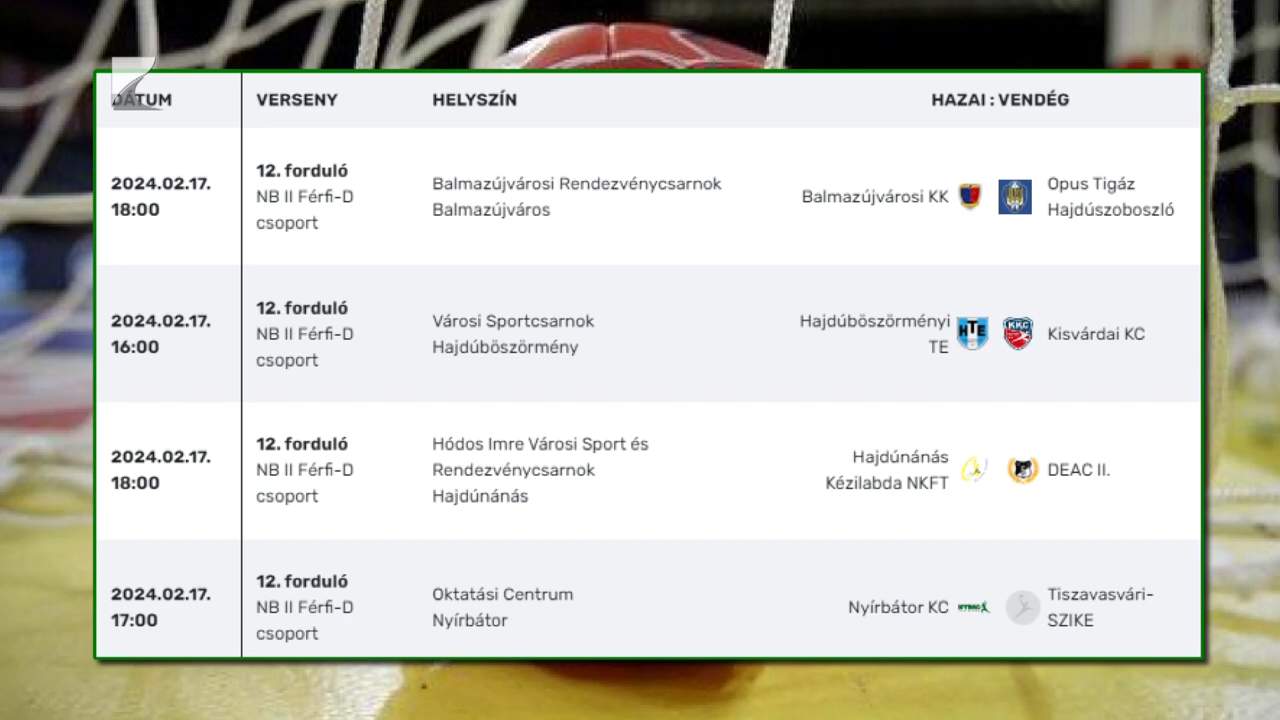 DÁTUM VERSENY HELYSZÍN HAZAI : VENDÉG
2024.02.17.
18:00
12. forduló
NB II Férfi-D
csoport
Balmazújvárosi Rendezvénycsarnok
Balmazújváros
Balmazújvárosi KK
Opus Tigáz
Hajdúszoboszló
2024.02.17.
16:00
12. forduló
NB II Férfi-D
csoport
Városi Sportcsarnok
Hajdúböszörmény
Hajdúböszörményi
TE
HTE
KKC
Kisvárdai KC
2024.02.17.
18:00
12. forduló
NB II Férfi-D
csoport
Hódos Imre Városi Sport és
Rendezvénycsarnok
Hajdúnánás
Hajdúnánás
Kézilabda NKFT
DEAC II.
2024.02.17.
17:00
12. forduló
NB II Férfi-D
csoport
Oktatási Centrum
Nyírbátor
Nyírbátor KC
Tiszavasvári-
SZIKE